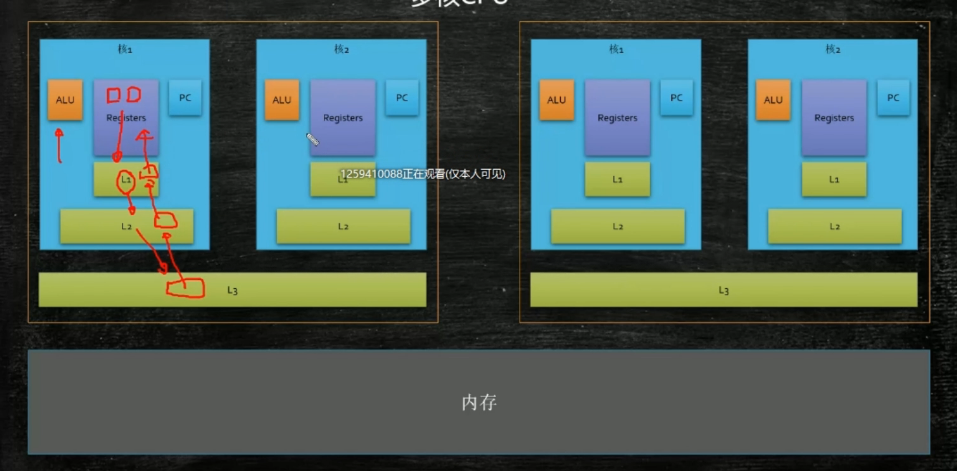 多核CPU
核1 核2 核1 核2
ALU Registers PC ALU Registers PC ALU Registers PC ALU Registers PC
1259410088正在观看(仅本人可见)
L1 L1 L1 L1
L2 L2 L2 L2
L3 L3
内存